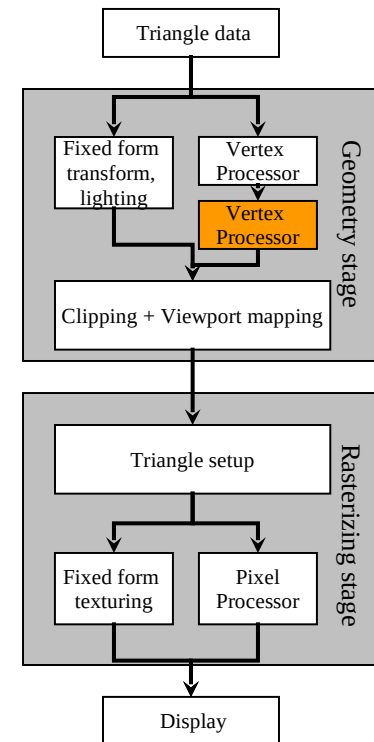 Triangle data
Fixed form
transform,
lighting
Vertex
Processor
Vertex
Processor
Clipping + Viewport mapping
Geometry stage
Triangle setup
Fixed form
texturing
Pixel
Processor
Rasterizing stage
Display